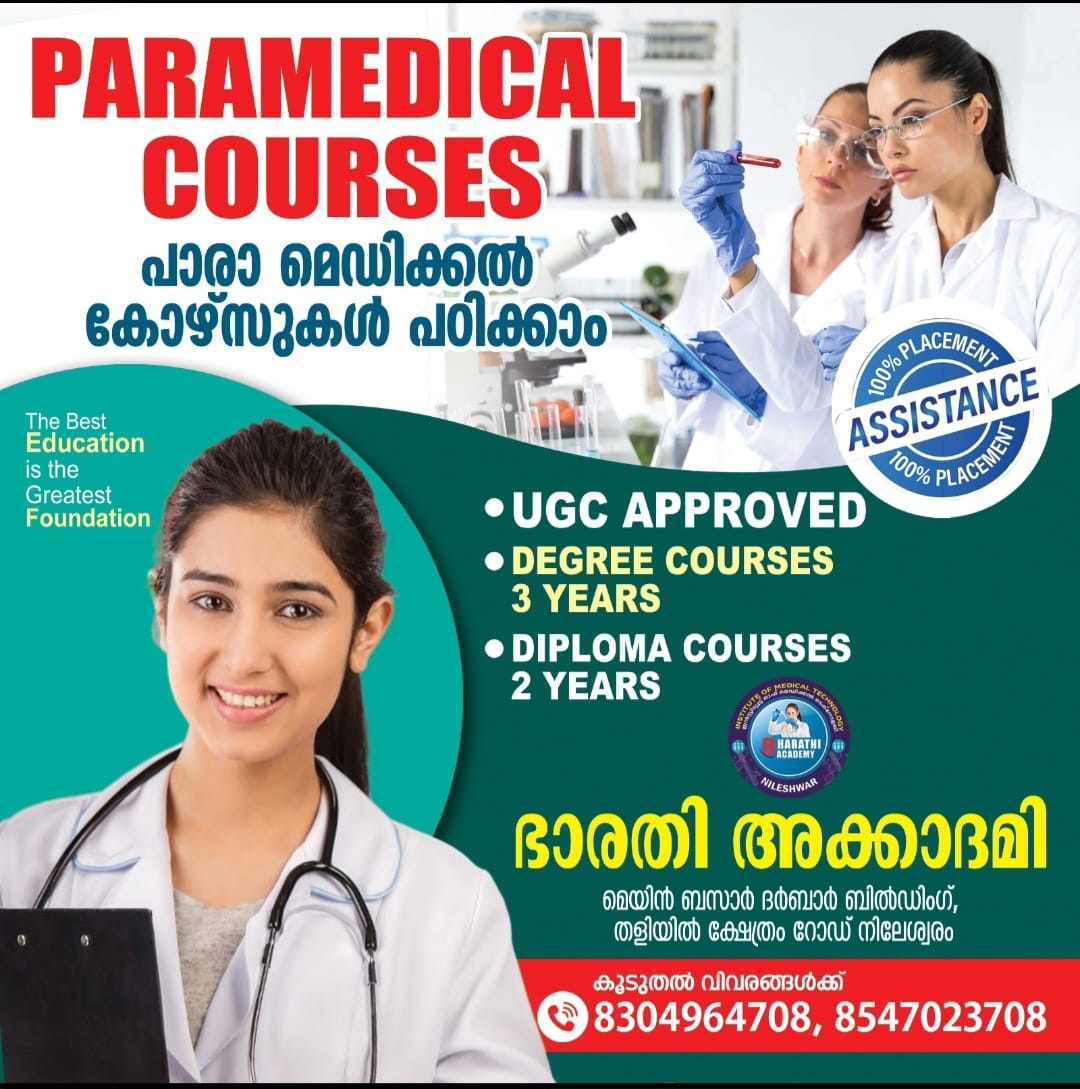 PARAMEDICAL
COURSES
പാരാ മെഡിക്കൽ
കോഴ്സുകൾ പഠിക്കാം
100% PLACEMENT
ASSISTANCE
100% PLACEMENT
The Best
Education
is the
Greatest
Foundation
• UGC APPROVED
• DEGREE COURSES
3 YEARS
• DIPLOMA COURSES
2 YEARS
INSTITUTE OF MEDICAL TECHNOLOGY
BHARATHI
ACADEMY
NILESHWAR
ഭാരതി അക്കാദമി
മെയിൻ ബസാർ ദർബാർ ബിൽഡിംഗ്,
തളിയിൽ ക്ഷേത്രം റോഡ് നിലേശ്വരം
കൂടുതൽ വിവരങ്ങൾക്ക്
8304964708, 8547023708